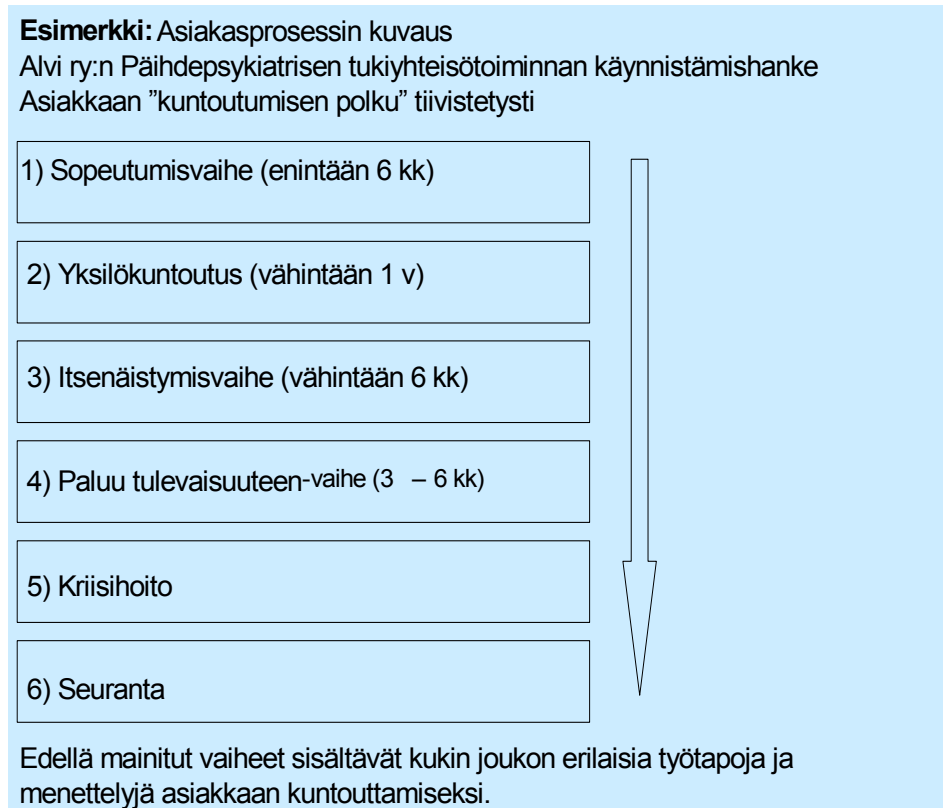 Esimerkki: Asiakasprosessin kuvaus
Alvi ry:n Päihdepsykiatrisen tukiyhteisötoiminnan käynnistämishanke
Asiakkaan ”kuntoutumisen polku” tiivistetysti
1) Sopeutumisvaihe (enintään 6 kk)
2) Yksilökuntoutus (vähintään 1 v)
3) Itsenäistymisvaihe (vähintään 6 kk)
4) Paluu tulevaisuuteen-vaihe (3 – 6 kk)
5) Kriisihoito
6) Seuranta
Edellä mainitut vaiheet sisältävät kukin joukon erilaisia työtapoja ja
menettelyjä asiakkaan kuntouttamiseksi.